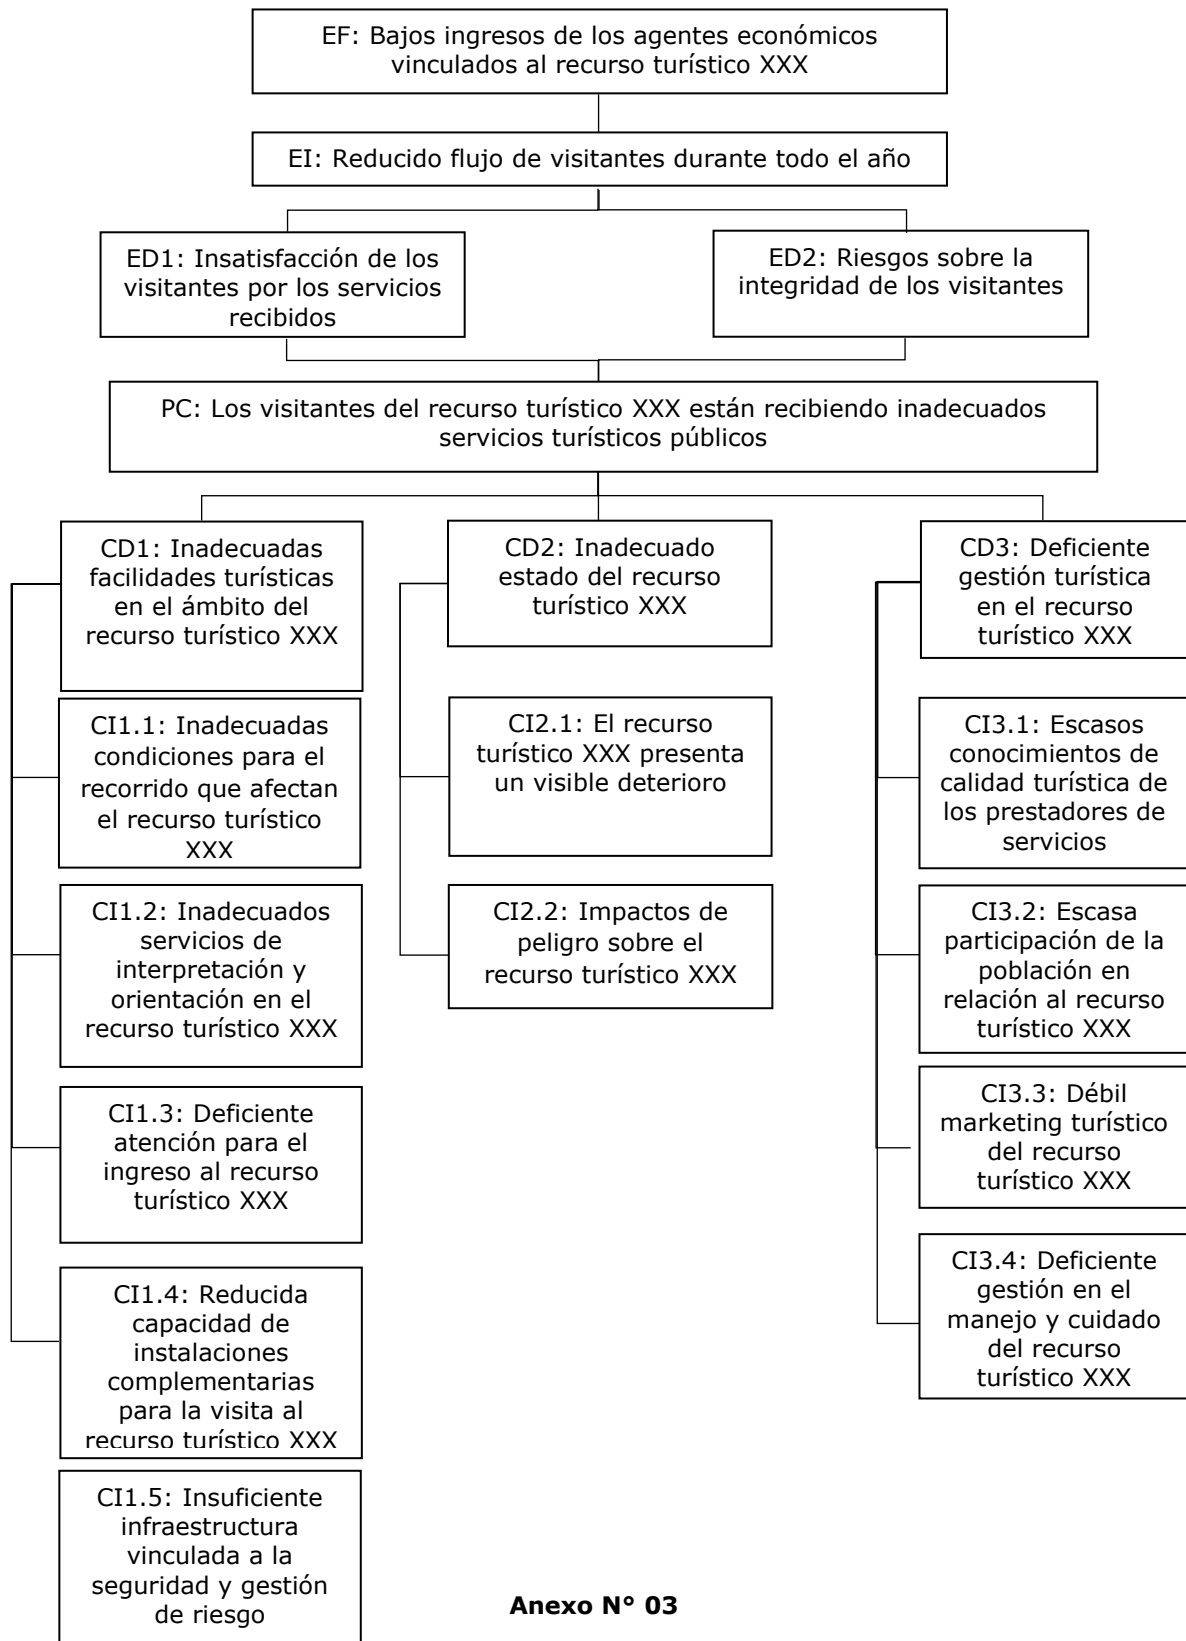 EF: Bajos ingresos de los agentes económicos
vinculados al recurso turístico XXX
EI: Reducido flujo de visitantes durante todo el año
ED1: Insatisfacción de los
visitantes por los servicios
recibidos
ED2: Riesgos sobre la
integridad de los visitantes
PC: Los visitantes del recurso turístico XXX están recibiendo inadecuados
servicios turísticos públicos
CD1: Inadecuadas
facilidades turísticas
en el ámbito del
recurso turístico XXX
CI1.1: Inadecuadas
condiciones para el
recorrido que afectan
el recurso turístico
XXX
CI1.2: Inadecuados
servicios de
interpretación y
orientación en el
recurso turístico XXX
CI1.3: Deficiente
atención para el
ingreso al recurso
turístico XXX
CI1.4: Reducida
capacidad de
instalaciones
complementarias
para la visita al
recurso turístico XXX
CI1.5: Insuficiente
infraestructura
vinculada a la
seguridad y gestión
de riesgo
CD2: Inadecuado
estado del recurso
turístico XXX
CI2.1: El recurso
turístico XXX presenta
un visible deterioro
CI2.2: Impactos de
peligro sobre el
recurso turístico XXX
CD3: Deficiente
gestión turística
en el recurso
turístico XXX
CI3.1: Escasos
conocimientos de
calidad turística de
los prestadores de
servicios
CI3.2: Escasa
participación de la
población en
relación al recurso
turístico XXX
CI3.3: Débil
marketing turístico
del recurso
turístico XXX
CI3.4: Deficiente
gestión en el
manejo y cuidado
del recurso
turístico XXX
Anexo N° 03